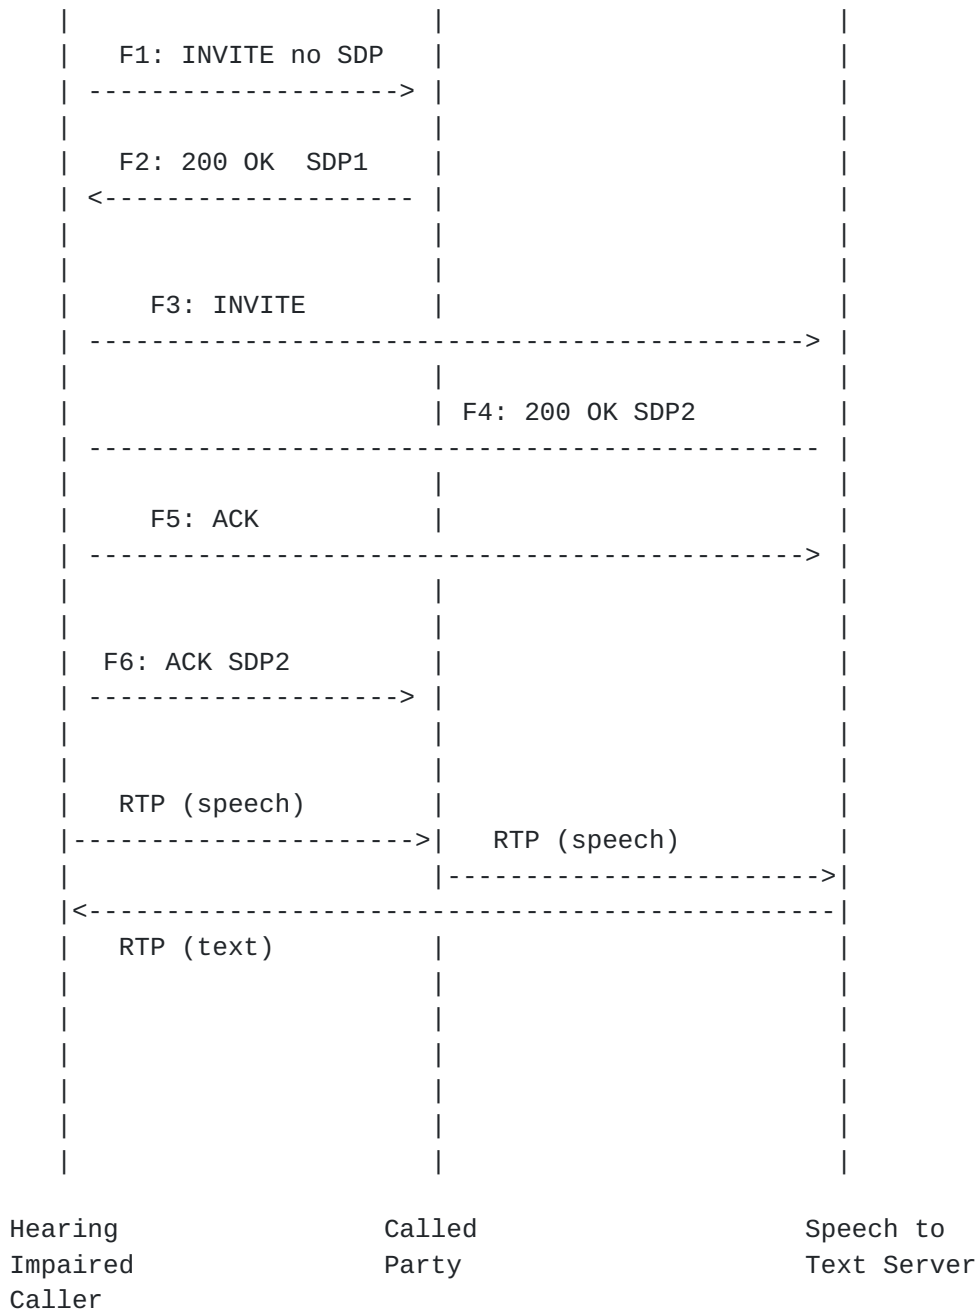 F1: INVITE no SDP
-------------------->
F2: 200 OK  SDP1
<--------------------
F3: INVITE
---------------------------------------------->
F4: 200 OK SDP2
-----------------------------------------------
F5: ACK
---------------------------------------------->
F6: ACK SDP2
-------------------->
RTP (speech)
---------------------->| RTP (speech)
|------------------------>|
|<------------------------------------------------|
RTP (text)
Hearing Called Speech to
Impaired Party Text Server
Caller